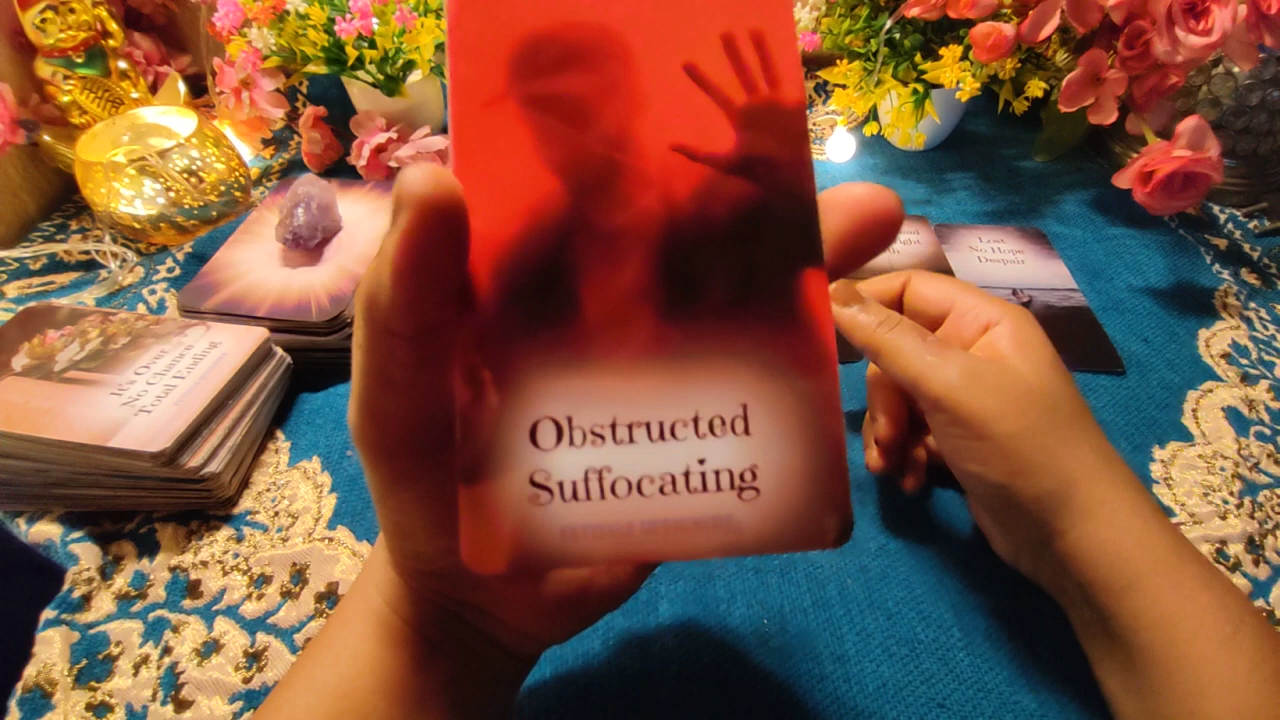 Obstructed
Suffocating
It's Over
No Chance
Total Ending
Lost
No Hope
Despair